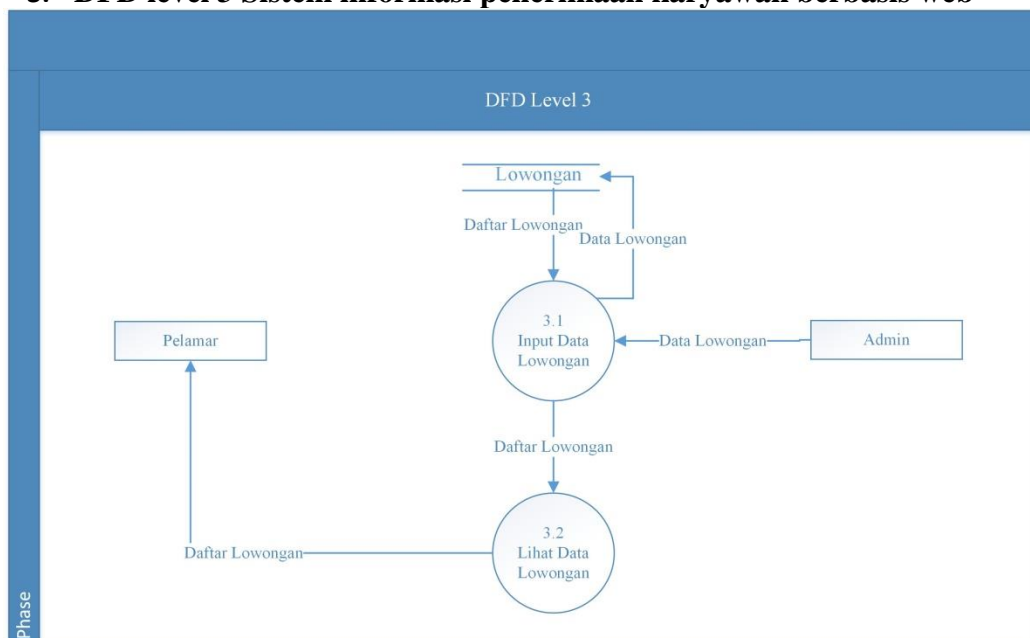 DFD level 3 Sistem informasi penerimaan karyawan berbasis web
DFD Level 3
Lowongan
Daftar Lowongan
Data Lowongan
3.1
Input Data
Lowongan
Pelamar
Data Lowongan
Admin
Daftar Lowongan
3.2
Lihat Data
Lowongan
Daftar Lowongan
Phase